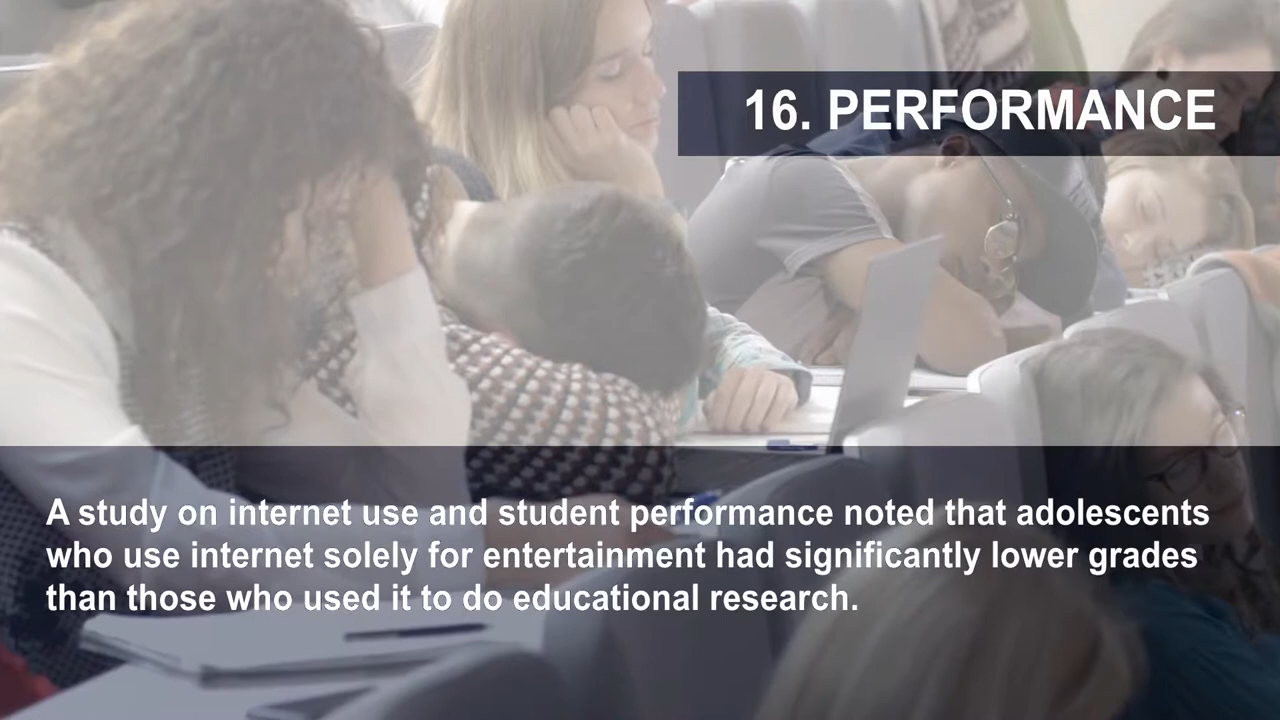 16. PERFORMANCE
A study on internet use and student performance noted that adolescents
who use internet solely for entertainment had significantly lower grades
than those who used it to do educational research.